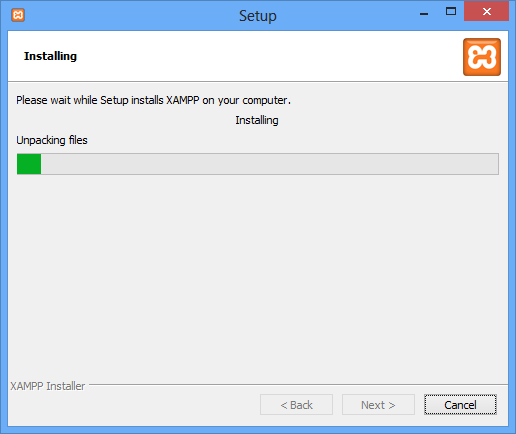 Setup
Installing
Please wait while Setup installs XAMPP on your computer.
Installing
Unpacking files
XAMPP Installer
< Back Next > Cancel